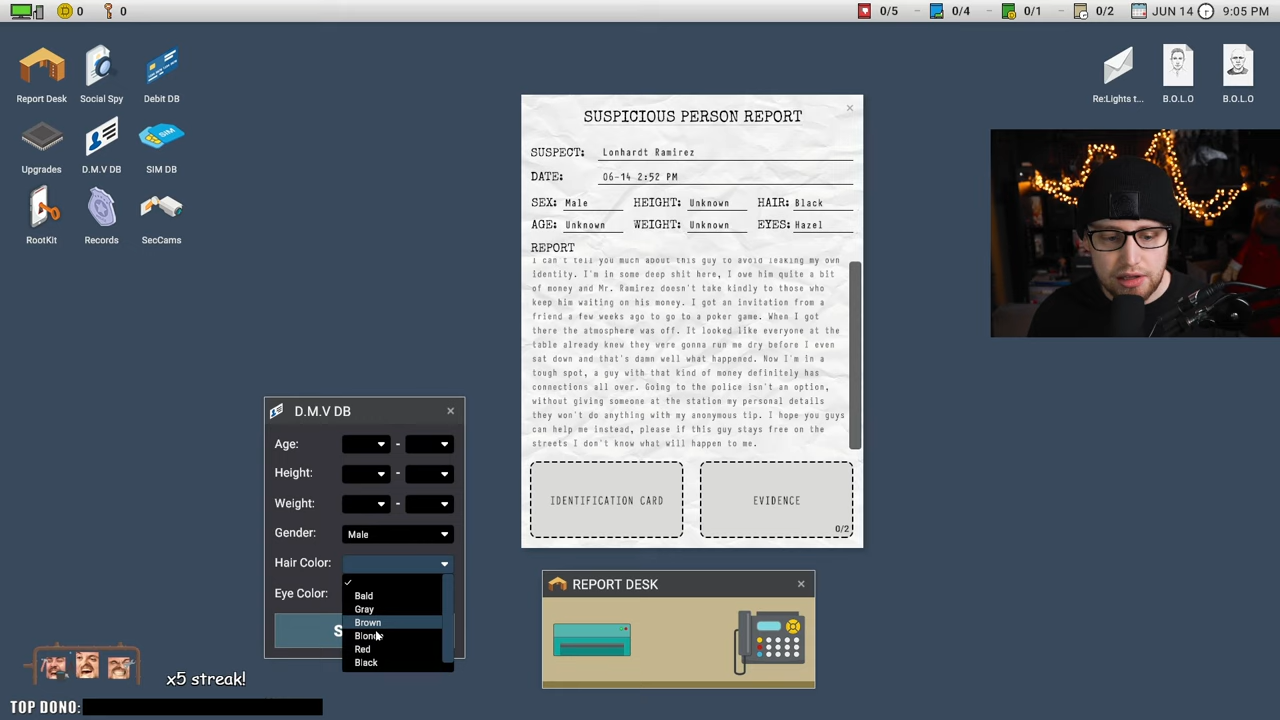 0
0
0/5
0/4
0/1
0/2
JUN 14
9:05 PM
Report Desk
Social Spy
Debit DB
Upgrades
D.M.V DB
SIM DB
RootKit
Records
SecCams
Re:Lights t...
B.O.L.O
B.O.L.O
SUSPICIOUS PERSON REPORT
SUSPECT: Lonhardt Ramirez
DATE: 06-14 2:52 PM
SEX: Male HEIGHT: Unknown HAIR: Black
AGE: Unknown WEIGHT: Unknown EYES: Hazel
REPORT
I can't tell you much about this guy to avoid leaking my own
identity. I'm in some deep shit here, I owe him quite a bit
of money and Mr. Ramirez doesn't take kindly to those who
keep him waiting on his money. I got an invitation from a
friend a few weeks ago to go to a poker game. When I got
there the atmosphere was off. It looked like everyone at the
table already knew they were gonna run me dry before I even
sat down and that's damn well what happened. Now I'm in a
tough spot, a guy with that kind of money definitely has
connections all over. Going to the police isn't an option,
without giving someone at the station my personal details
they won't do anything with my anonymous tip. I hope you guys
can help me instead, please if this guy stays free on the
streets I don't know what will happen to me.
IDENTIFICATION CARD
EVIDENCE
0/2
D.M.V DB
Age: -
Height: -
Weight: -
Gender: Male
Hair Color:
Eye Color:
Bald
Gray
Brown
Blonde
Red
Black
S
REPORT DESK
SIM
x5 streak!
TOP DONO: